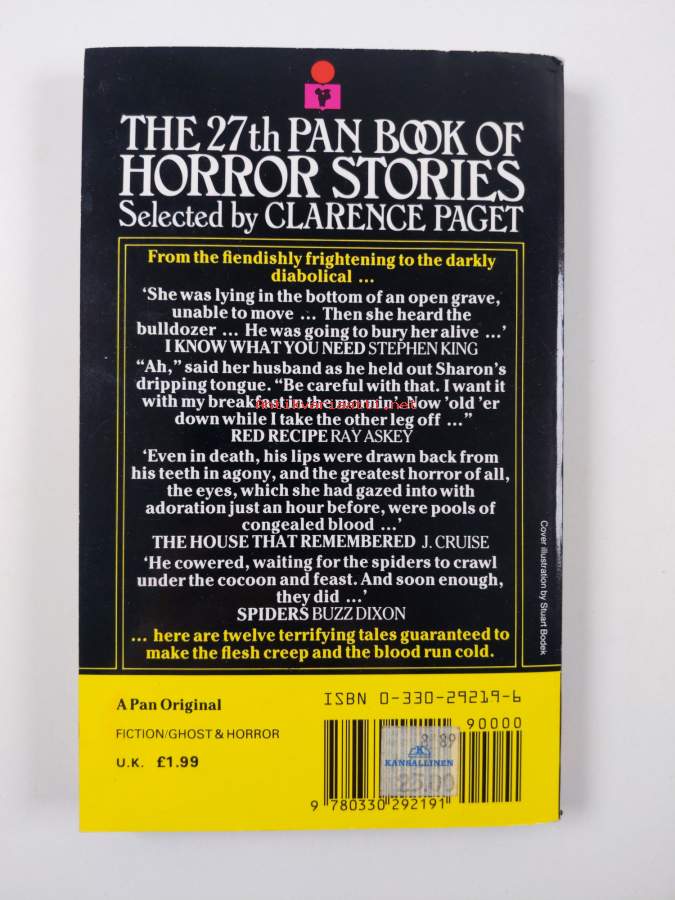 THE 27th PAN BOOK OF
HORROR STORIES
Selected by CLARENCE PAGET
From the fiendishly frightening to the darkly
diabolical ...
‘She was lying in the bottom of an open grave,
unable to move ... Then she heard the
bulldozer ... He was going to bury her alive ...’
I KNOW WHAT YOU NEED STEPHEN KING
“Ah,” said her husband as he held out Sharon’s
dripping tongue. “Be careful with that. I want it
with my breakfast in the mornin’. Now ’old ’er
down while I take the other leg off ...”
Antikvariaatti.net
RED RECIPE RAY ASKEY
‘Even in death, his lips were drawn back from
his teeth in agony, and the greatest horror of all,
the eyes, which she had gazed into with
adoration just an hour before, were pools of
congealed blood ...’
THE HOUSE THAT REMEMBERED J. CRUISE
‘He cowered, waiting for the spiders to crawl
under the cocoon and feast. And soon enough,
they did ...’
SPIDERS BUZZ DIXON
... here are twelve terrifying tales guaranteed to
make the flesh creep and the blood run cold.
Cover illustration by Stuart Bodek
A Pan Original
FICTION/GHOST & HORROR
U.K. £1.99
ISBN 0-330-29219-6
90000
89
KANSALLINEN
9 780330 292191